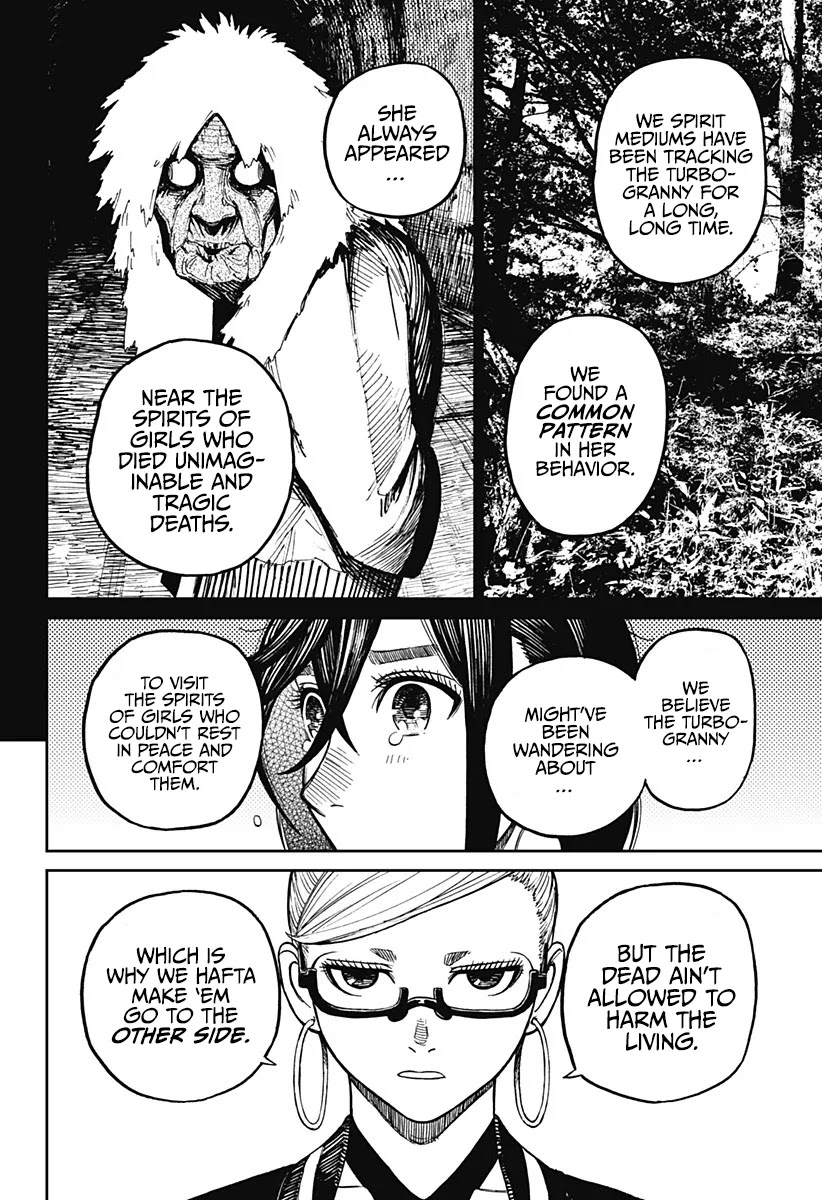 WE SPIRIT
MEDIUMS HAVE
BEEN TRACKING
THE TURBO-
GRANNY FOR
A LONG,
LONG TIME.
WE
FOUND A
COMMON
PATTERN
IN HER
BEHAVIOR.
SHE
ALWAYS
APPEARED
...
NEAR THE
SPIRITS OF
GIRLS WHO
DIED UNIMAG-
INABLE AND
TRAGIC
DEATHS.
WE
BELIEVE
THE TURBO-
GRANNY
...
MIGHT'VE
BEEN
WANDERING
ABOUT
...
TO VISIT
THE SPIRITS
OF GIRLS WHO
COULDN'T REST
IN PEACE AND
COMFORT
THEM.
BUT THE
DEAD AIN'T
ALLOWED TO
HARM THE
LIVING.
WHICH IS
WHY WE HAFTA
MAKE 'EM
GO TO THE
OTHER SIDE.